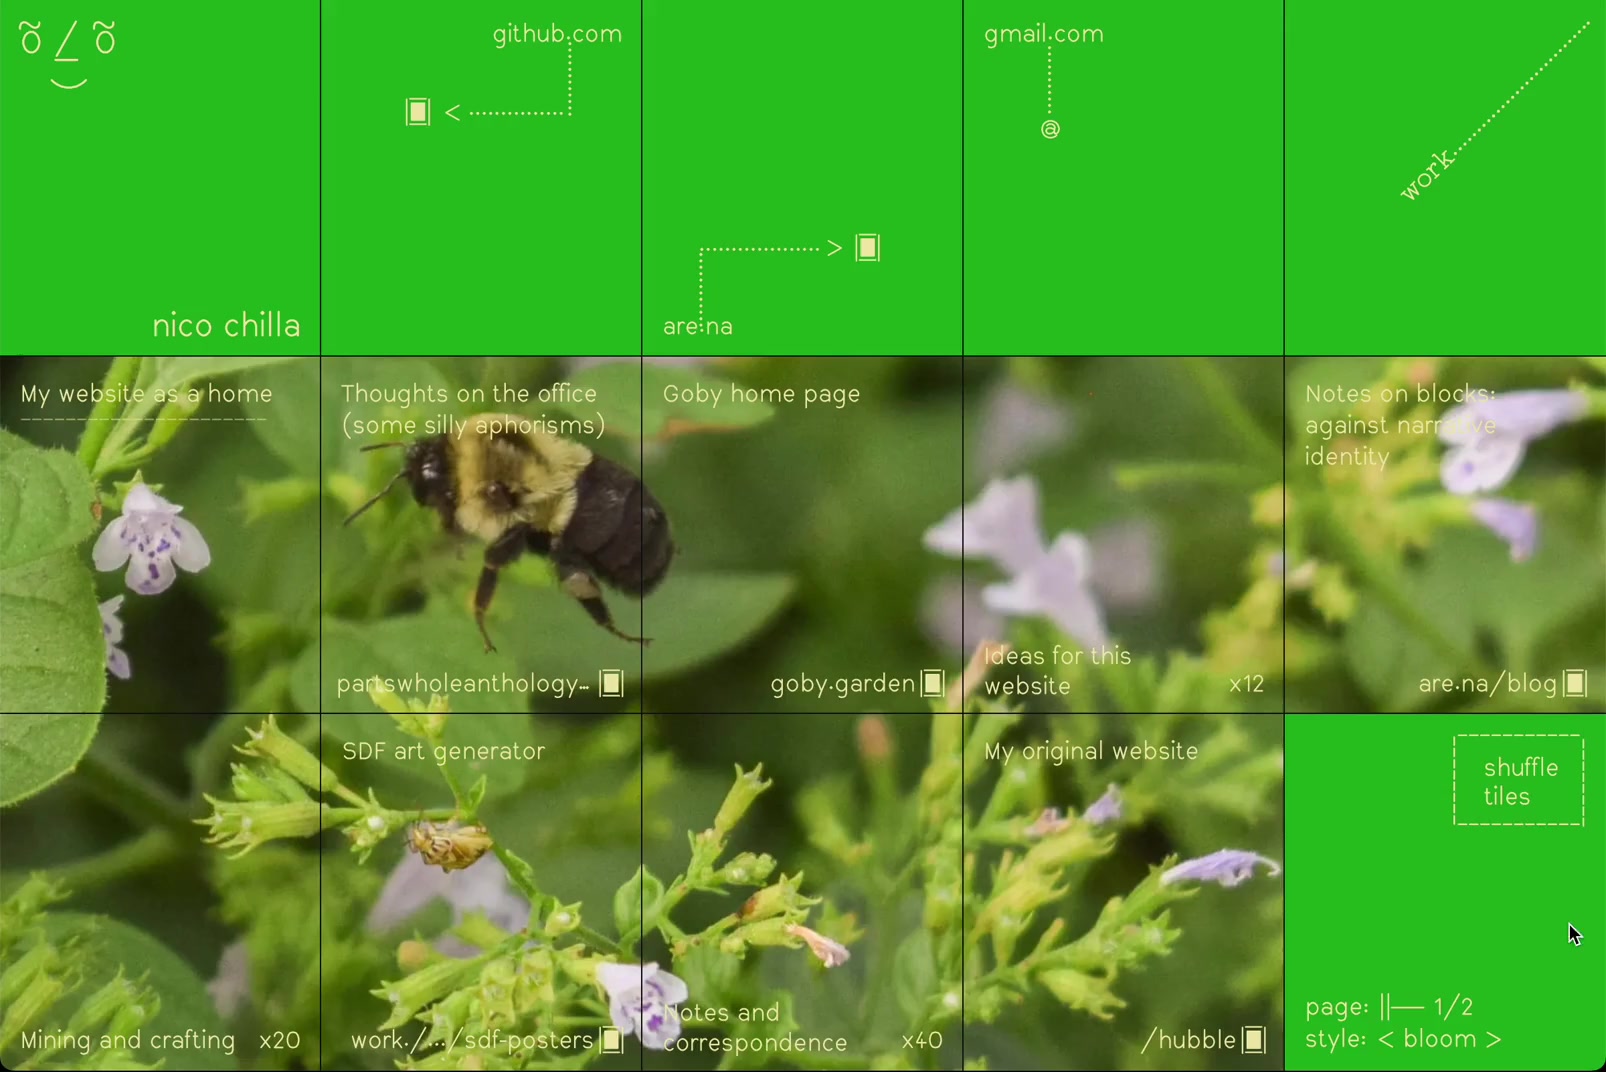 õ / õ
nico chilla
github.com
<
are.na
>
gmail.com
@
work
My website as a home
Thoughts on the office
(some silly aphorisms)
partswholeanthology…
Goby home page
goby.garden
Ideas for this
website
x12
Notes on blocks:
against narrative
identity
are.na/blog
Mining and crafting x20
SDF art generator
work./…/sdf-posters
Notes and
correspondence x40
My original website
/hubble
shuffle
tiles
page: ||— 1/2
style: < bloom >